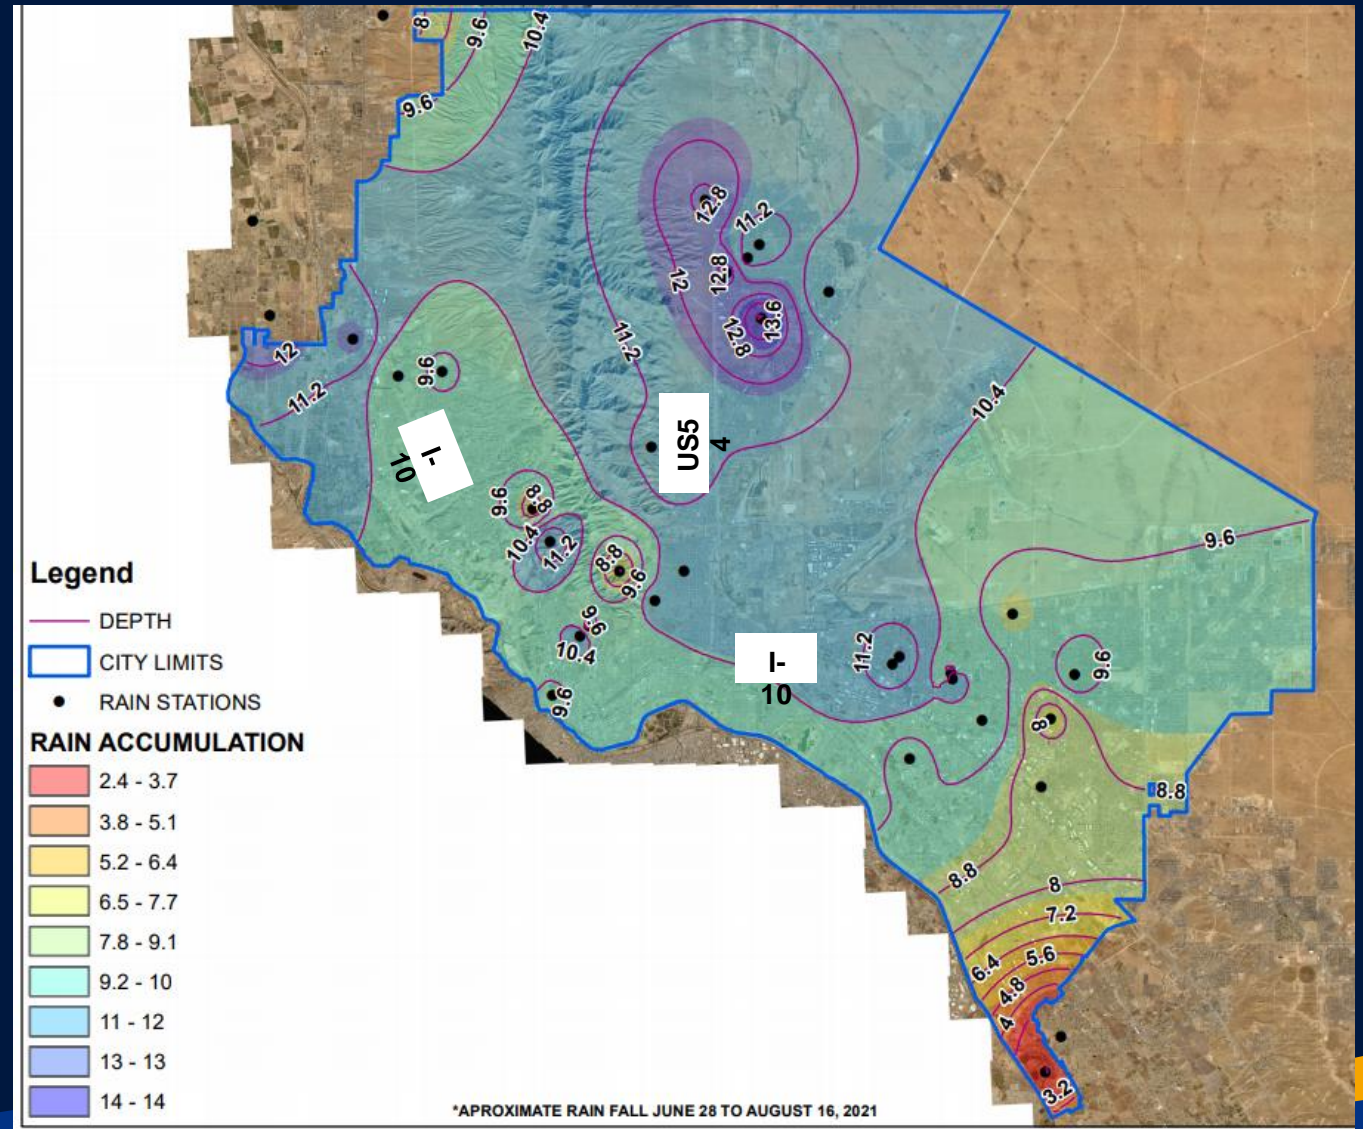 8
9.6
10.4
9.6
12.8
11.2
12
12.8
13.6
12.8
11.2
12
11.2
9.6
I-
10
US5
4
10.4
9.6
8.8
8
10.4
11.2
8.8
9.6
9.6
10.4
9.6
I-
10
11.2
9.6
9.6
8
8.8
8.8
8
7.2
6.4
5.6
4.8
4
3.2
Legend
DEPTH
CITY LIMITS
RAIN STATIONS
RAIN ACCUMULATION
2.4 - 3.7
3.8 - 5.1
5.2 - 6.4
6.5 - 7.7
7.8 - 9.1
9.2 - 10
11 - 12
13 - 13
14 - 14
*APROXIMATE RAIN FALL JUNE 28 TO AUGUST 16, 2021